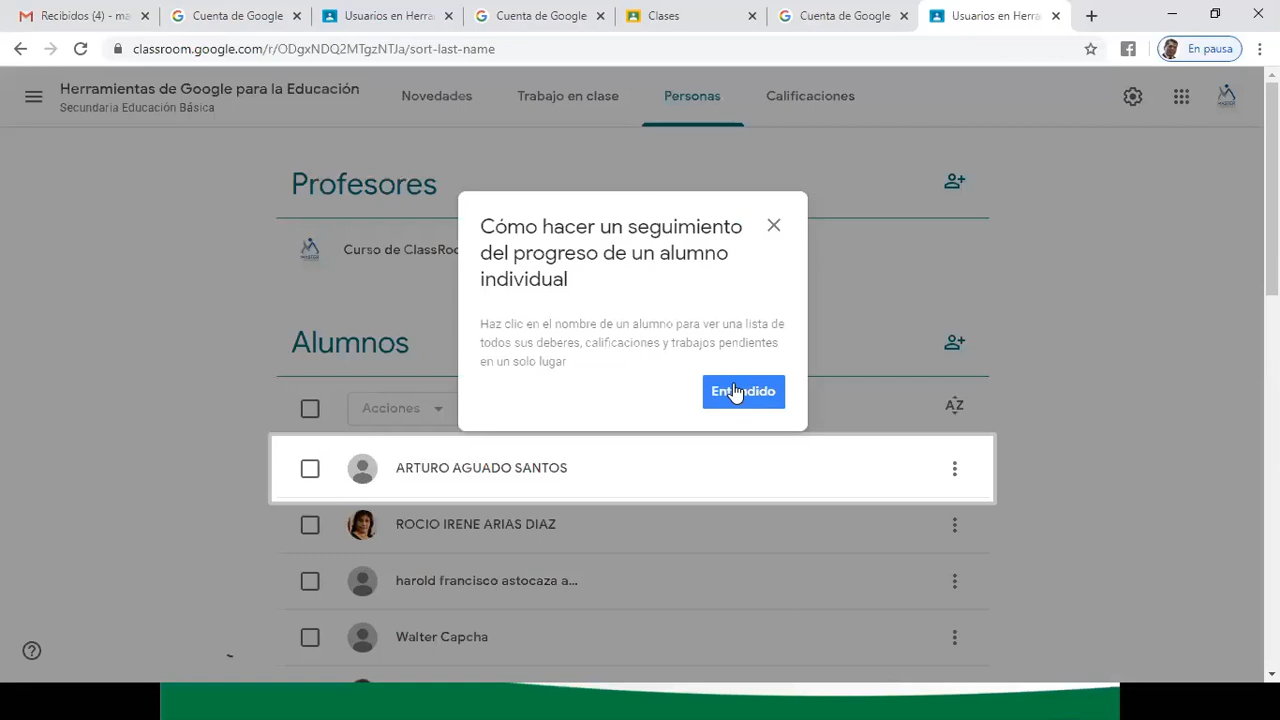 Recibidos (4) - ma
Cuenta de Google
Usuarios en Herra
Cuenta de Google
Clases
Cuenta de Google
Usuarios en Herra
classroom.google.com/r/ODgxNDQ2MTgzNTJa/sort-last-name
En pausa
Herramientas de Google para la Educación
Secundaria Educación Básica
Novedades
Trabajo en clase
Personas
Calificaciones
Profesores
Curso de ClassRoo
Cómo hacer un seguimiento
del progreso de un alumno
individual
Haz clic en el nombre de un alumno para ver una lista de
todos sus deberes, calificaciones y trabajos pendientes
en un solo lugar
Entendido
Alumnos
Acciones
AZ
ARTURO AGUADO SANTOS
ROCIO IRENE ARIAS DIAZ
harold francisco astocaza a...
Walter Capcha